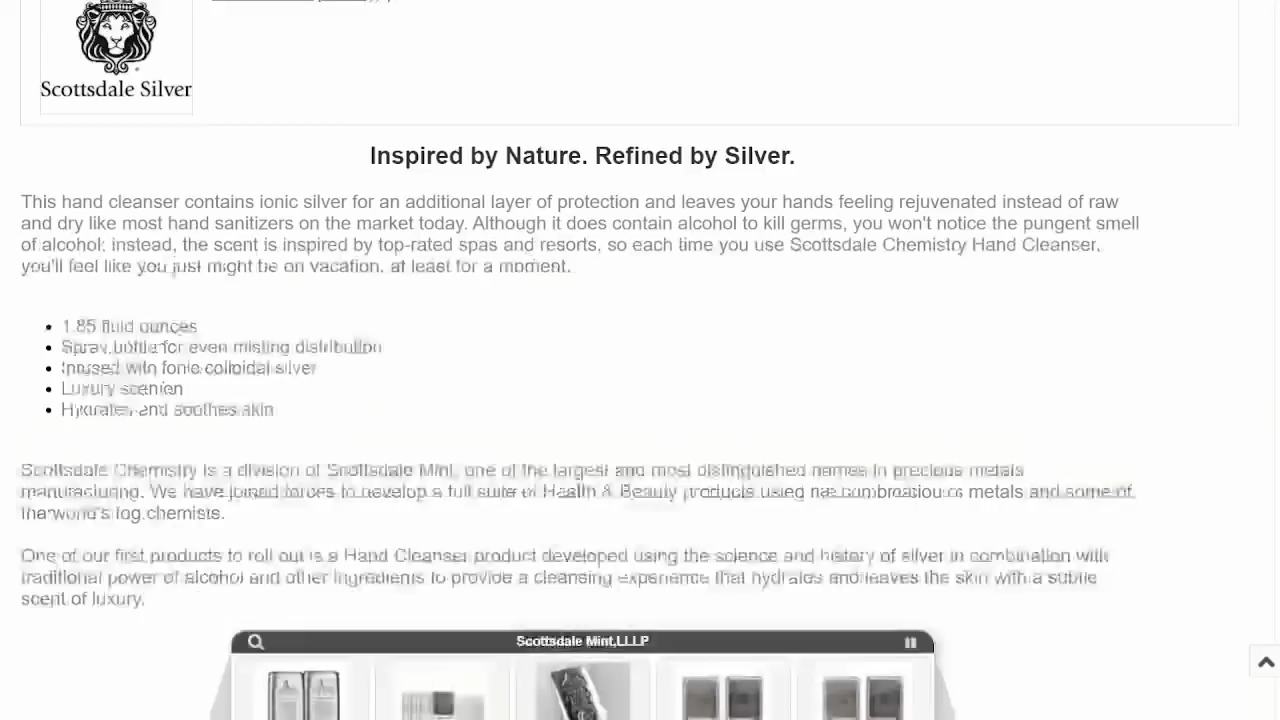 Scottsdale Silver
Inspired by Nature. Refined by Silver.
This hand cleanser contains ionic silver for an additional layer of protection and leaves your hands feeling rejuvenated instead of raw
and dry like most hand sanitizers on the market today. Although it does contain alcohol to kill germs, you won't notice the pungent smell
of alcohol; instead, the scent is inspired by top-rated spas and resorts, so each time you use Scottsdale Chemistry Hand Cleanser,
you'll feel like you just might be on vacation, at least for a moment.
1.85 fluid ounces
Spray bottle for even misting distribution
Infused with Ionic colloidal silver
Luxury
Hydrates and soothes skin
Scottsdale Chemistry is a division of Scottsdale Mint, one of the largest and most distinguished names in precious metals
manufacturing. We have joined forces to develop a full suite of Health & Beauty products using metals and some of
the world's chemists.
One of our first products to roll out is a Hand Cleanser product developed using the science and history of silver in combination with
traditional power of alcohol and other ingredients to provide a cleansing experience that hydrates and leaves the skin with a subtle
scent of luxury.
Scottsdale Mint,LLLP